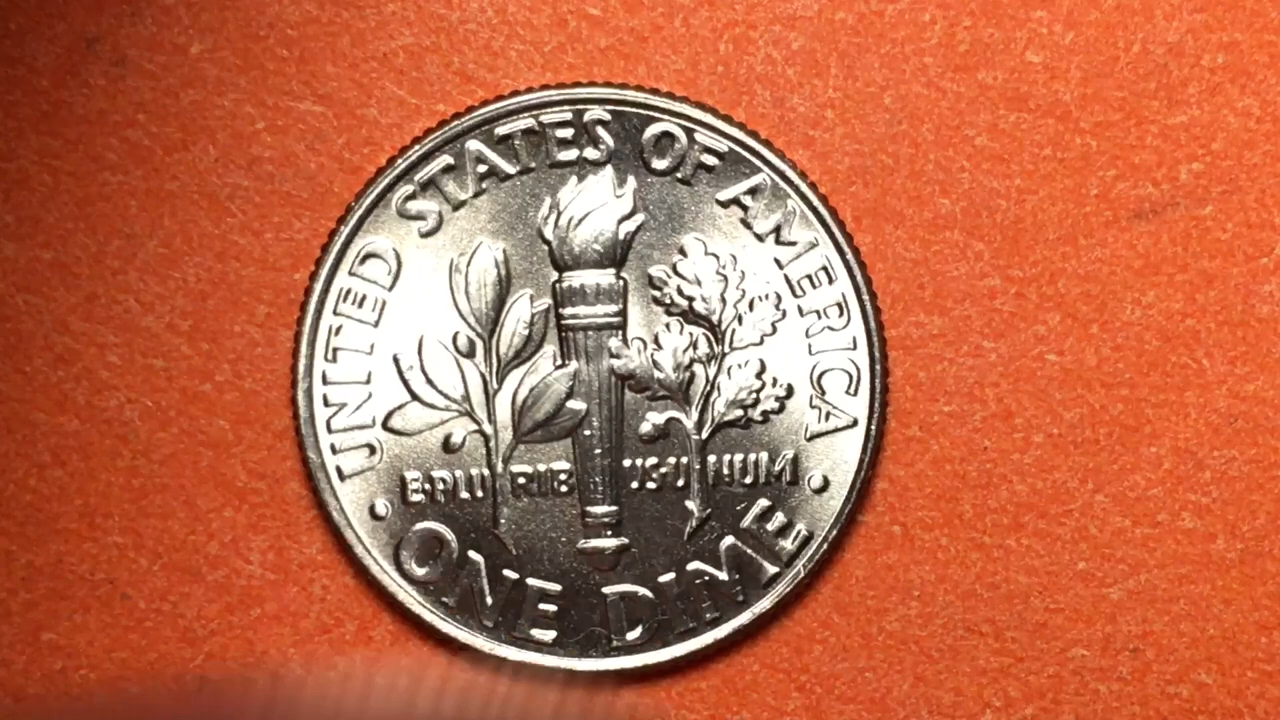 UNITED STATES OF AMERICA
E·PLURIBUS·UNUM
· ONE DIME ·